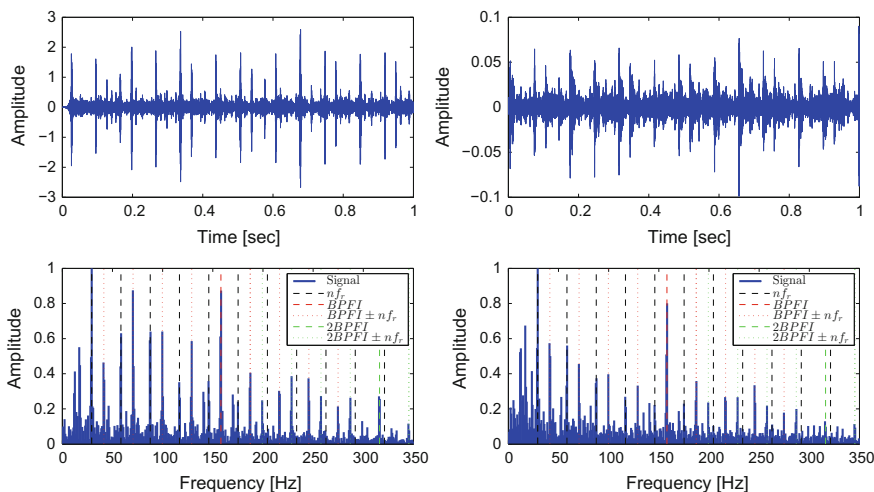 3
2
1
0
−1
−2
−3
Amplitude
0
0.2
0.4
0.6
0.8
1
Time [sec]
0.1
0.05
0
−0.05
−0.1
Amplitude
0
0.2
0.4
0.6
0.8
1
Time [sec]
1
0.8
0.6
0.4
0.2
0
Amplitude
0
50
100
150
200
250
300
350
Frequency [Hz]
Signal
nf_r
BPFI
BPFI ± nf_r
2BPFI
2BPFI ± nf_r
1
0.8
0.6
0.4
0.2
0
Amplitude
0
50
100
150
200
250
300
350
Frequency [Hz]
Signal
nf_r
BPFI
BPFI ± nf_r
2BPFI
2BPFI ± nf_r